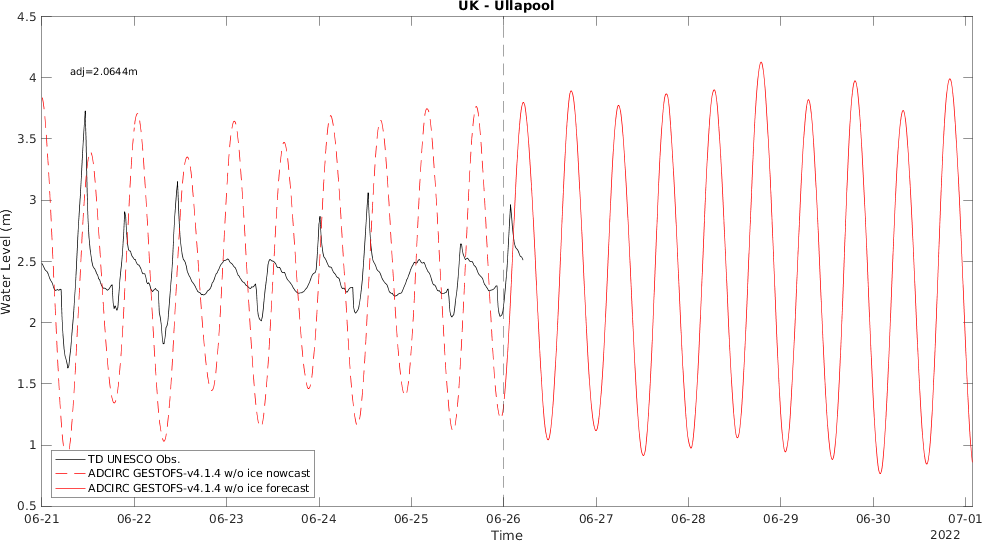 UK - Ullapool
adj=2.0644m
4.5
4
3.5
3
2.5
2
1.5
1
0.5
Water Level (m)
TD UNESCO Obs.
ADCIRC GESTOFS-v4.1.4 w/o ice nowcast
ADCIRC GESTOFS-v4.1.4 w/o ice forecast
06-21 06-22 06-23 06-24 06-25 06-26 06-27 06-28 06-29 06-30 07-01
Time
2022